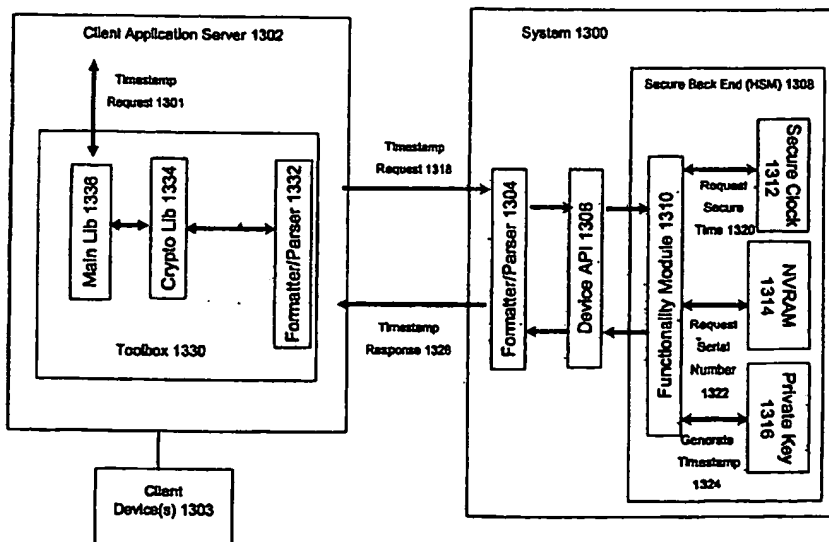 Client Application Server 1302
Timestamp
Request 1301
Main Lib 1336
Crypto Lib 1334
Formatter/Parser 1332
Toolbox 1330
Client
Device(s) 1303
Timestamp
Request 1318
Timestamp
Response 1326
System 1300
Formatter/Parser 1304
Device API 1306
Secure Back End (HSM) 1308
Functionality Module 1310
Secure Clock
1312
Request
Secure
Time 1320
NVRAM
1314
Request
Serial
Number
1322
Private Key
1316
Generate
Timestamp
1324